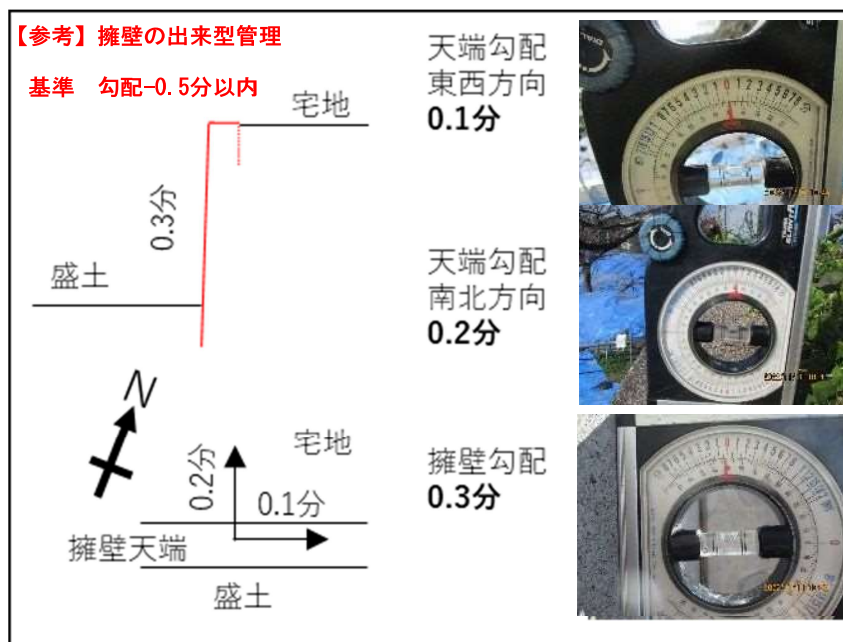 【参考】擁壁の出来型管理
基準 勾配-0.5分以内
宅地
0.3分
盛土
N
宅地
0.2分
0.1分
擁壁天端
盛土
天端勾配
東西方向
0.1分
天端勾配
南北方向
0.2分
擁壁勾配
0.3分